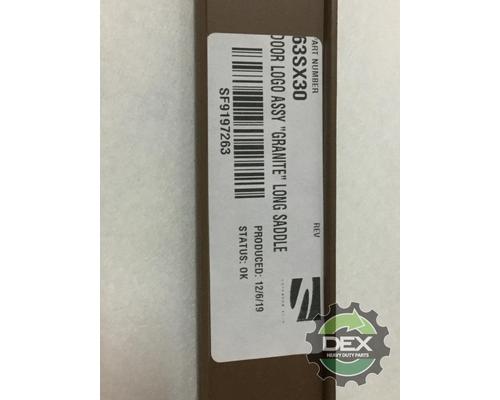 ART NUMBER
63SX30
DOOR LOGO ASSY "GRANITE" LONG SADDLE
SF9197263
REV
PRODUCED: 12/6/19
STATUS: OK
DEX
HEAVY DUTY PARTS